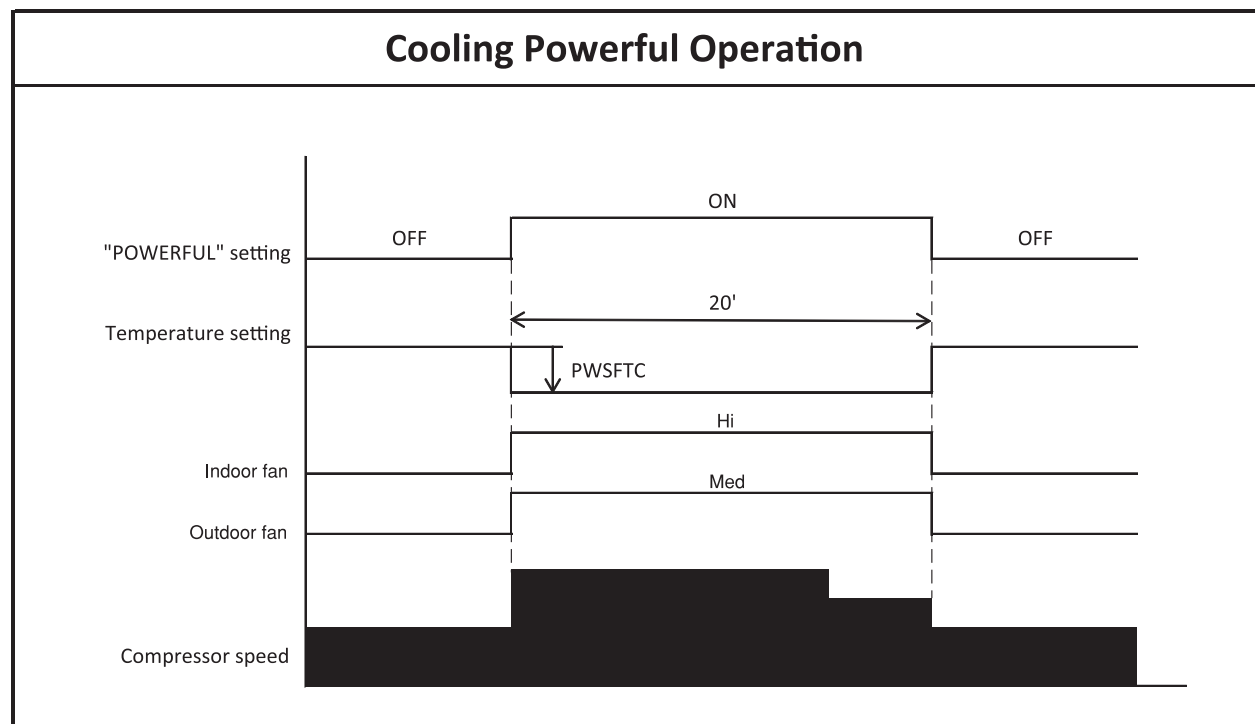 Cooling Powerful Operation
ON
OFF
OFF
"POWERFUL" setting
20'
Temperature setting
PWSFTC
Hi
Indoor fan
Med
Outdoor fan
Compressor speed